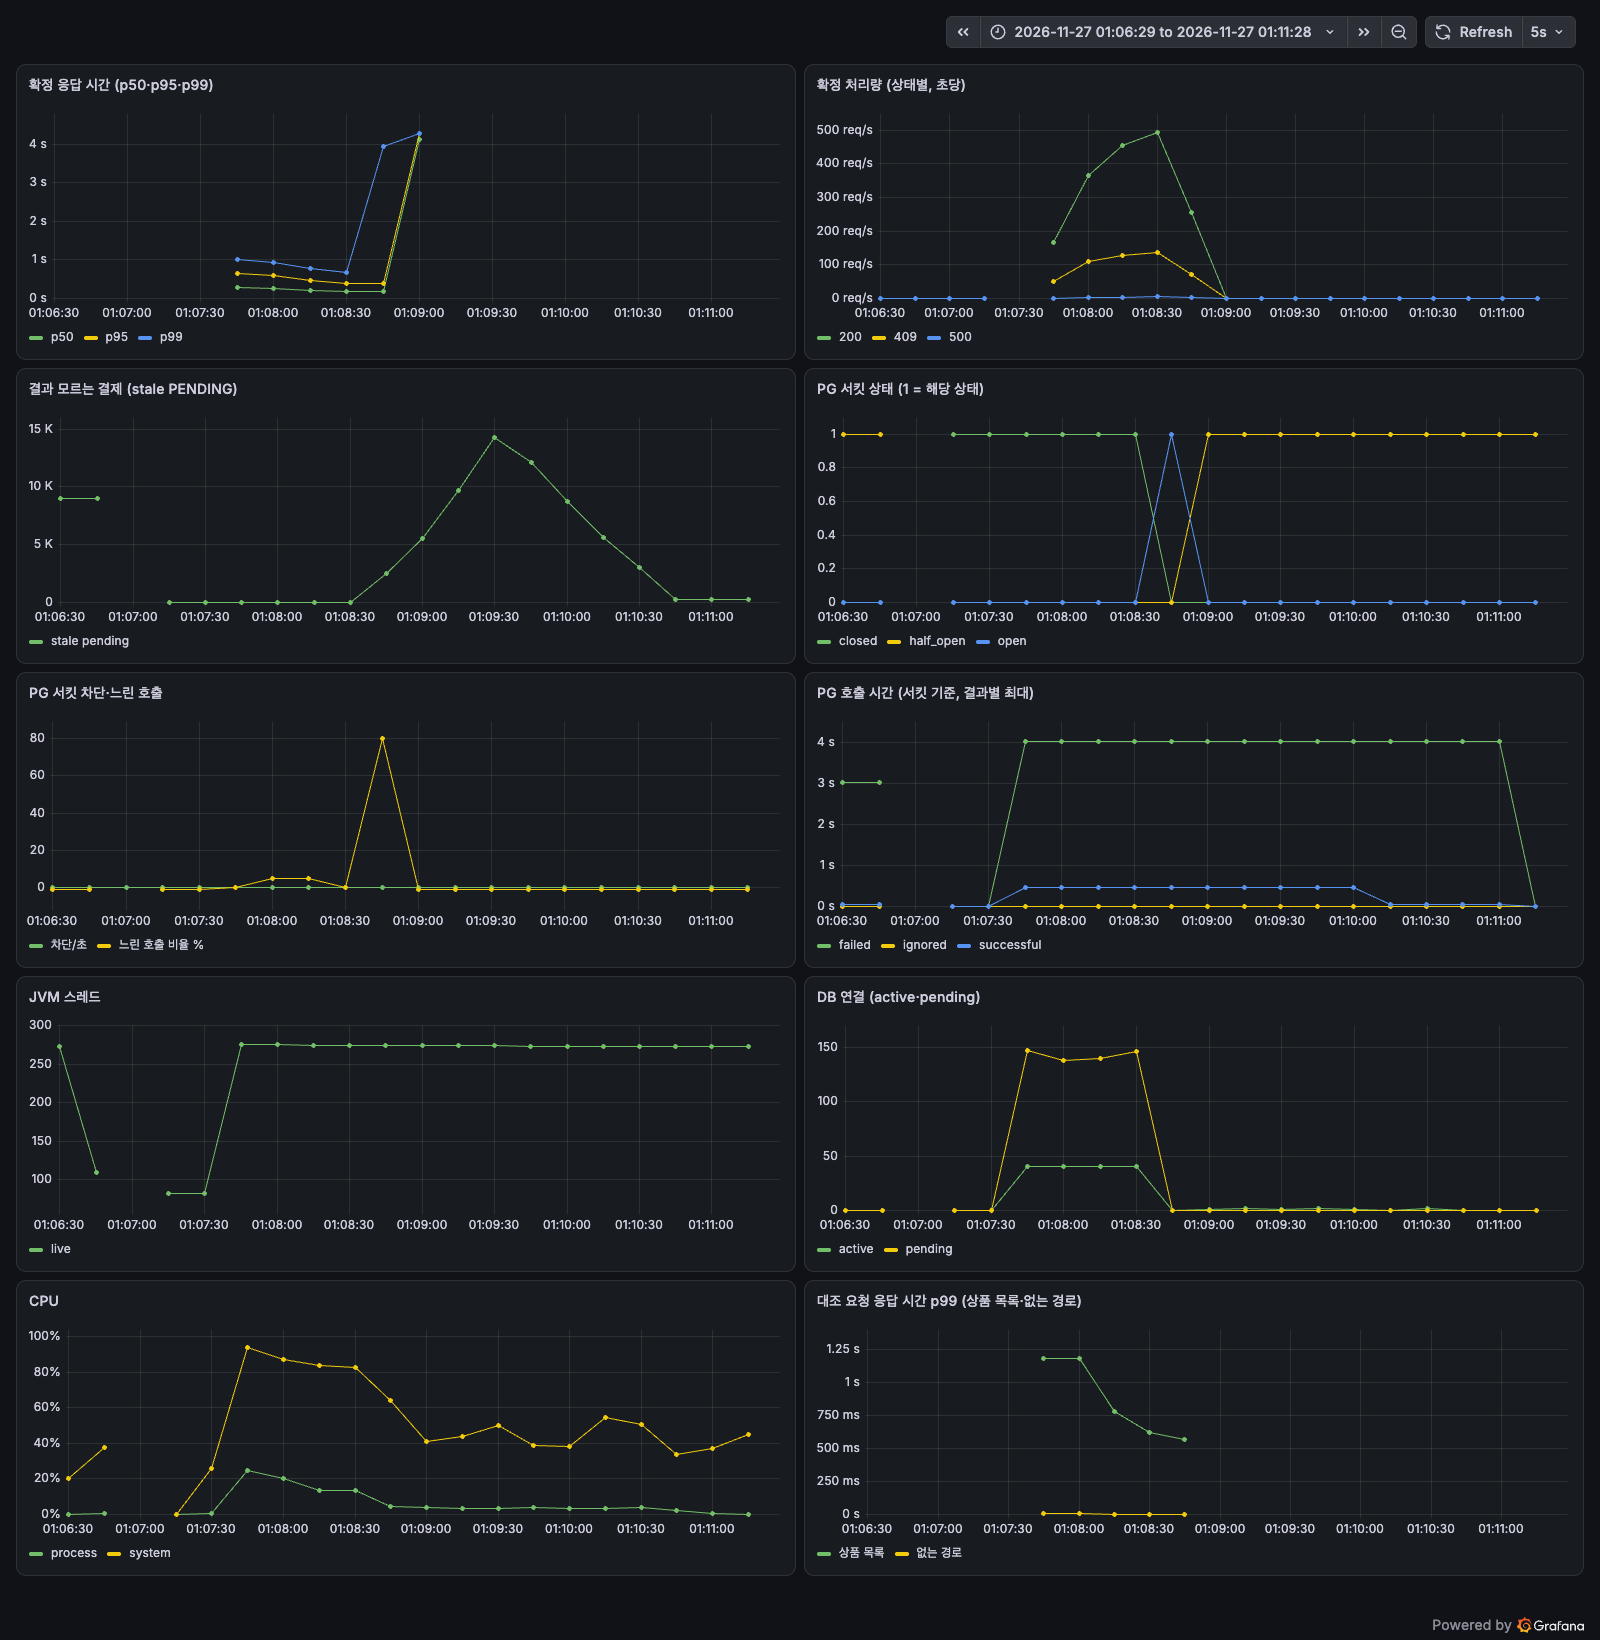 2026-11-27 01:06:29 to 2026-11-27 01:11:28 Refresh 5s
확정 응답 시간 (p50·p95·p99)
4 s
3 s
2 s
1 s
0 s
01:06:30 01:07:00 01:07:30 01:08:00 01:08:30 01:09:00 01:09:30 01:10:00 01:10:30 01:11:00
p50 p95 p99
확정 처리량 (상태별, 초당)
500 req/s
400 req/s
300 req/s
200 req/s
100 req/s
0 req/s
01:06:30 01:07:00 01:07:30 01:08:00 01:08:30 01:09:00 01:09:30 01:10:00 01:10:30 01:11:00
200 409 500
결과 모르는 결제 (stale PENDING)
15 K
10 K
5 K
0
01:06:30 01:07:00 01:07:30 01:08:00 01:08:30 01:09:00 01:09:30 01:10:00 01:10:30 01:11:00
stale pending
PG 서킷 상태 (1 = 해당 상태)
1
0.8
0.6
0.4
0.2
0
01:06:30 01:07:00 01:07:30 01:08:00 01:08:30 01:09:00 01:09:30 01:10:00 01:10:30 01:11:00
closed half_open open
PG 서킷 차단·느린 호출
80
60
40
20
0
01:06:30 01:07:00 01:07:30 01:08:00 01:08:30 01:09:00 01:09:30 01:10:00 01:10:30 01:11:00
차단/초 느린 호출 비율 %
PG 호출 시간 (서킷 기준, 결과별 최대)
4 s
3 s
2 s
1 s
0 s
01:06:30 01:07:00 01:07:30 01:08:00 01:08:30 01:09:00 01:09:30 01:10:00 01:10:30 01:11:00
failed ignored successful
JVM 스레드
300
250
200
150
100
01:06:30 01:07:00 01:07:30 01:08:00 01:08:30 01:09:00 01:09:30 01:10:00 01:10:30 01:11:00
live
DB 연결 (active·pending)
150
100
50
0
01:06:30 01:07:00 01:07:30 01:08:00 01:08:30 01:09:00 01:09:30 01:10:00 01:10:30 01:11:00
active pending
CPU
100%
80%
60%
40%
20%
0%
01:06:30 01:07:00 01:07:30 01:08:00 01:08:30 01:09:00 01:09:30 01:10:00 01:10:30 01:11:00
process system
대조 요청 응답 시간 p99 (상품 목록·없는 경로)
1.25 s
1 s
750 ms
500 ms
250 ms
0 s
01:06:30 01:07:00 01:07:30 01:08:00 01:08:30 01:09:00 01:09:30 01:10:00 01:10:30 01:11:00
상품 목록 없는 경로
Powered by Grafana